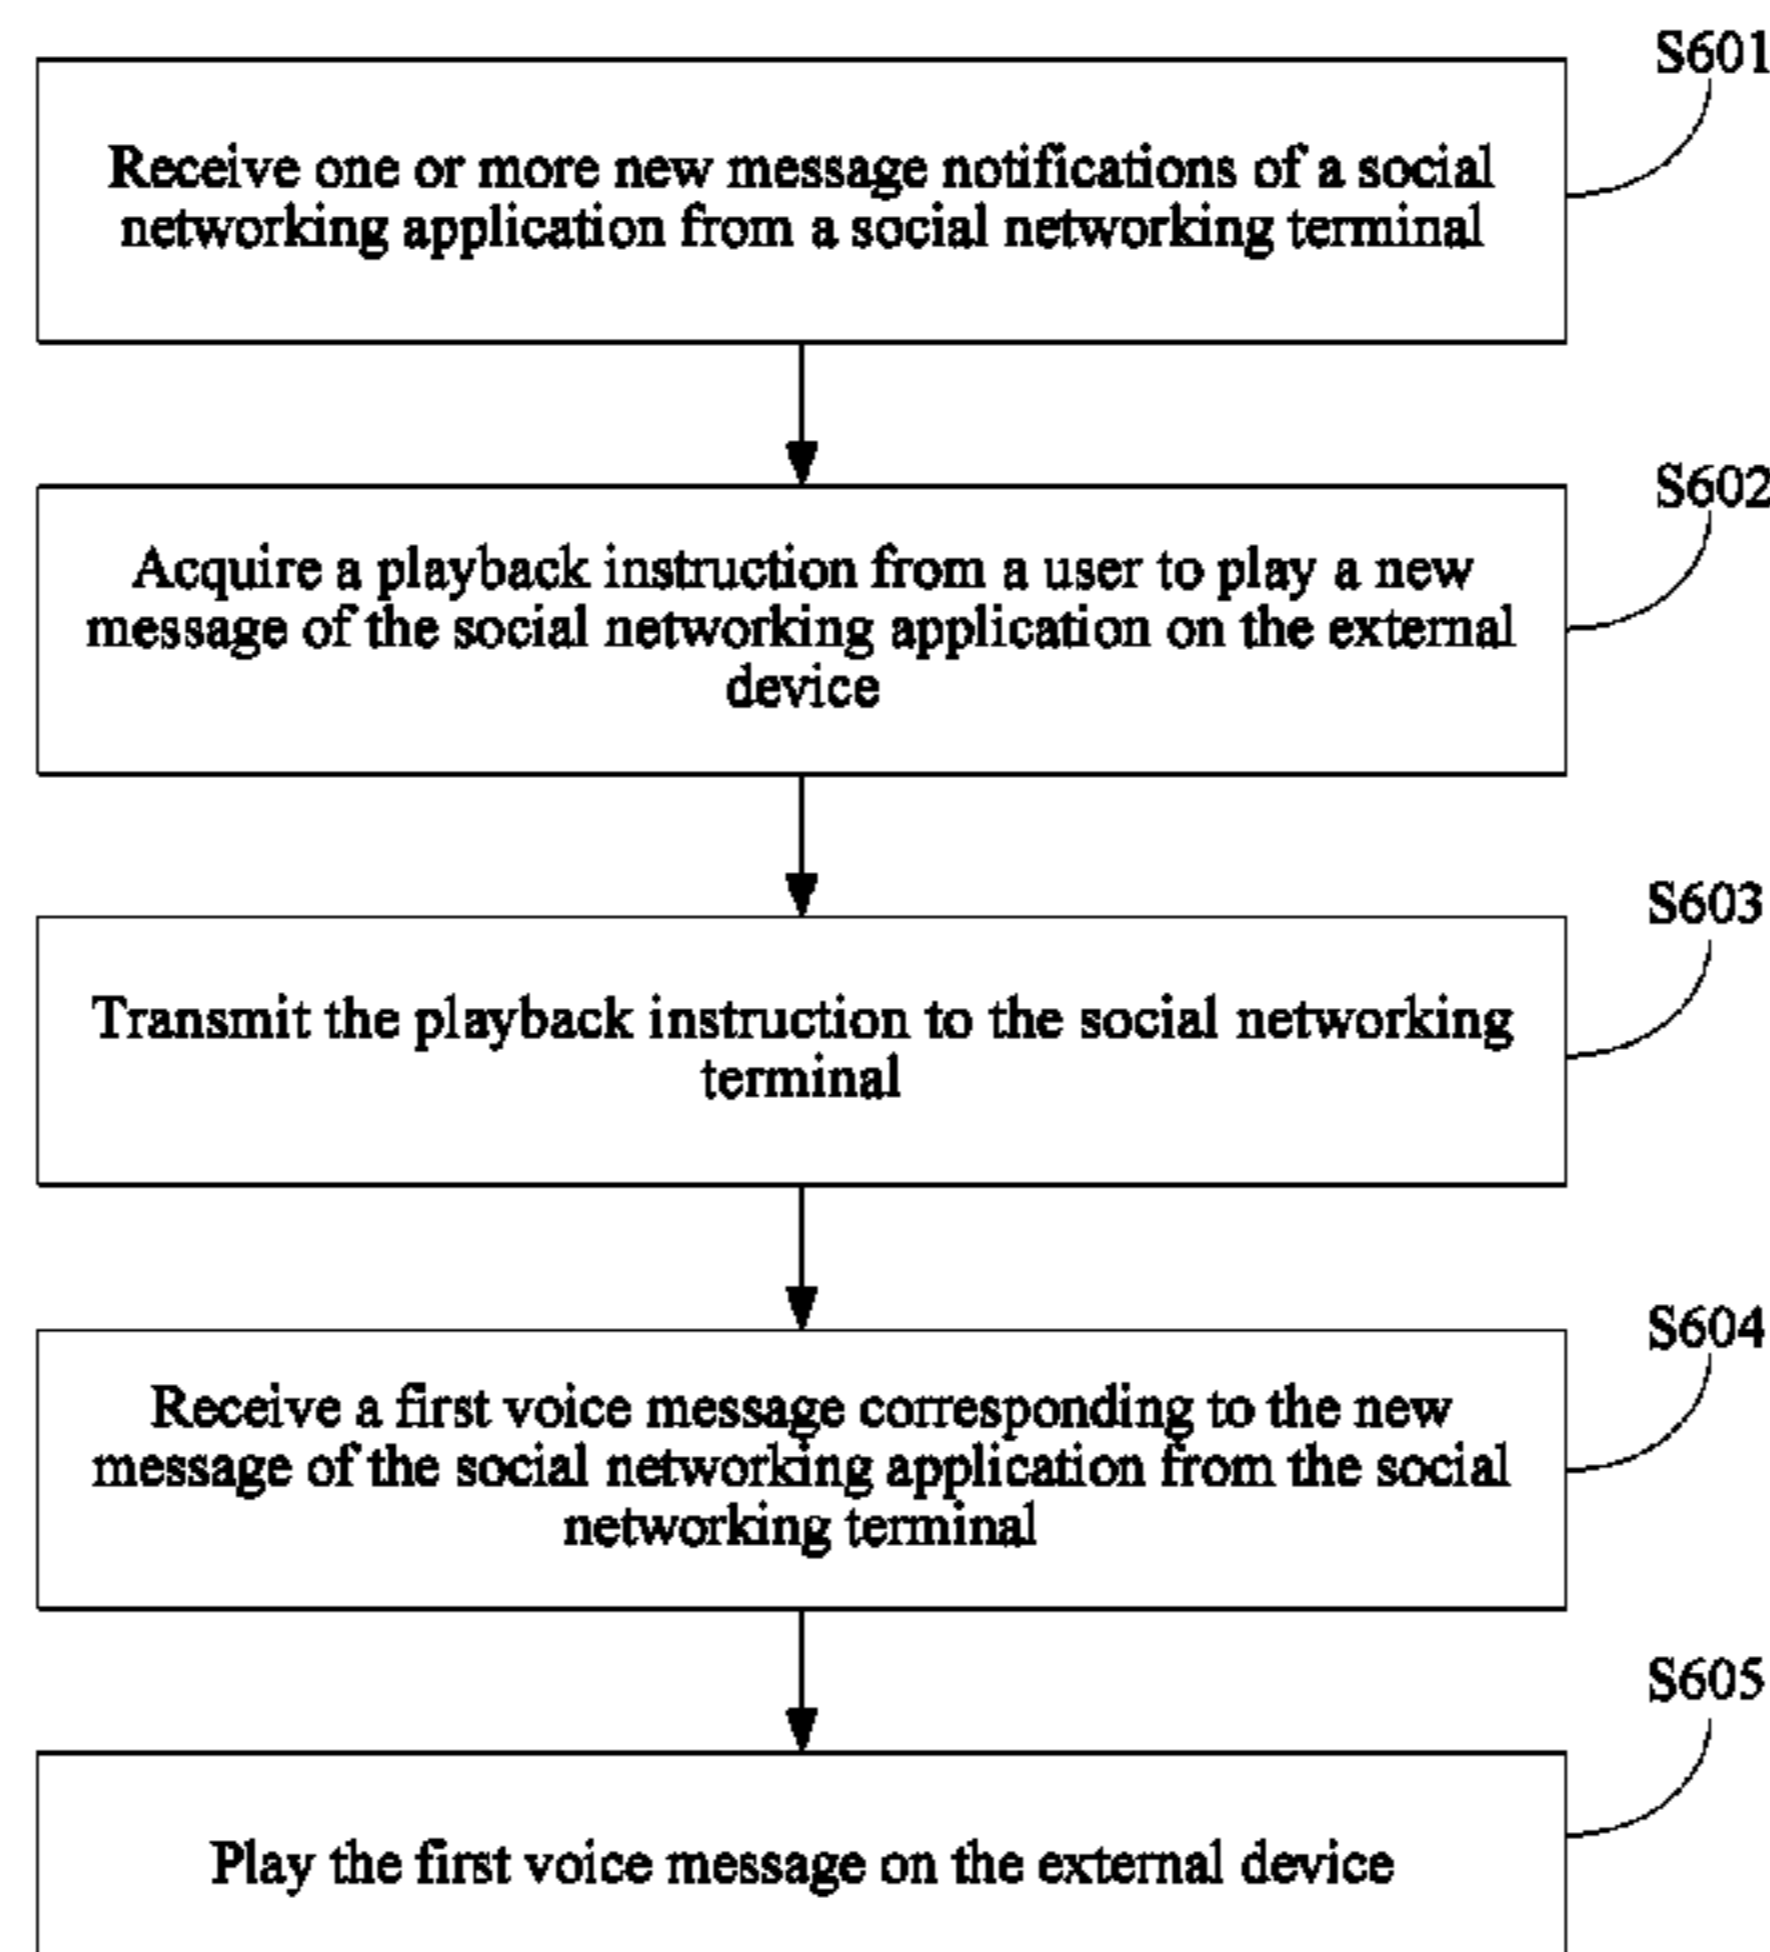 S601
Receive one or more new message notifications of a social
networking application from a social networking terminal
S602
Acquire a playback instruction from a user to play a new
message of the social networking application on the external
device
S603
Transmit the playback instruction to the social networking
terminal
S604
Receive a first voice message corresponding to the new
message of the social networking application from the social
networking terminal
S605
Play the first voice message on the external device